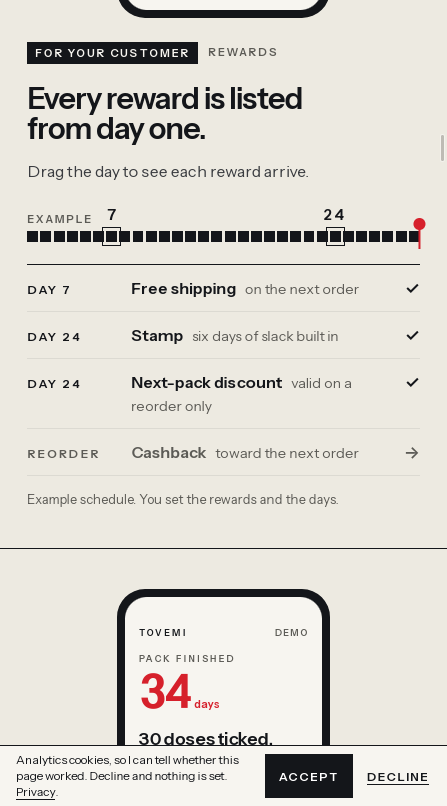 FOR YOUR CUSTOMER REWARDS
Every reward is listed
from day one.
Drag the day to see each reward arrive.
EXAMPLE 7 24
DAY 7 Free shipping on the next order
DAY 24 Stamp six days of slack built in
DAY 24 Next-pack discount valid on a
reorder only
REORDER Cashback toward the next order
Example schedule. You set the rewards and the days.
TOVEMI DEMO
PACK FINISHED
34 days
30 doses ticked.
Analytics cookies, so I can tell whether this
page worked. Decline and nothing is set.
Privacy.
ACCEPT DECLINE